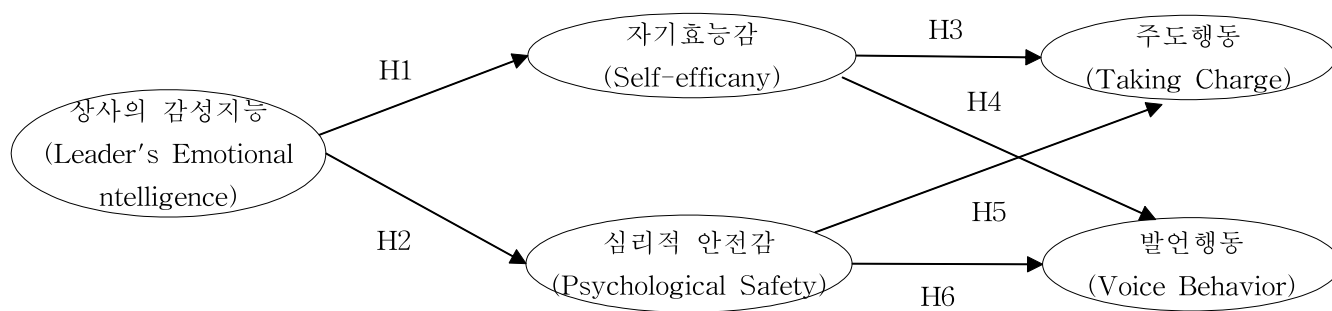 상사의 감성지능
(Leader's Emotional
ntelligence)
H1
H2
자기효능감
(Self-efficany)
심리적 안전감
(Psychological Safety)
H3
H4
H5
H6
주도행동
(Taking Charge)
발언행동
(Voice Behavior)